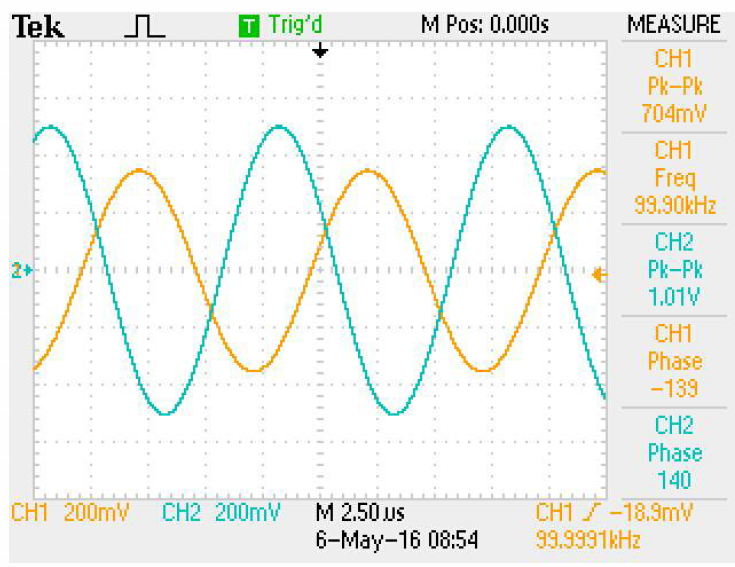 Tek T Trig'd M Pos: 0.000s MEASURE
CH1
Pk-Pk
704mV
CH1
Freq
99.90kHz
CH2
Pk-Pk
1.01V
CH1
Phase
-139
CH2
Phase
140
2
CH1 200mV CH2 200mV M 2.50us CH1 -18.9mV
6-May-16 08:54 99.9991kHz